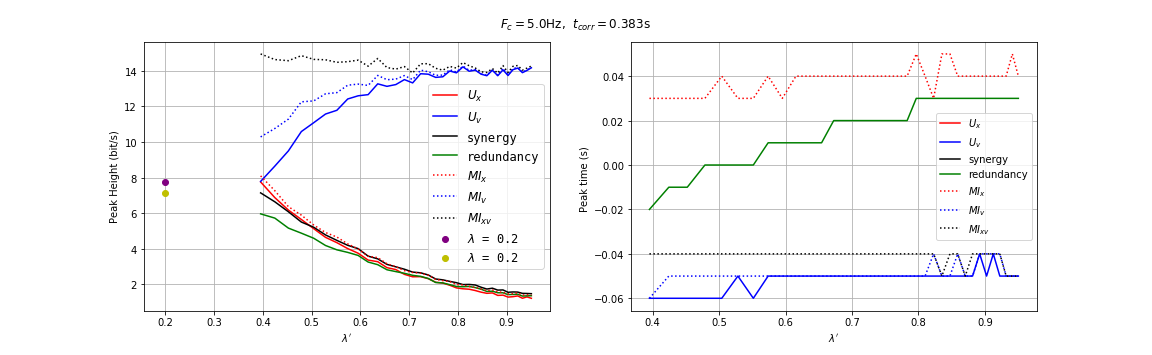 F_c = 5.0Hz, t_corr = 0.383s
Peak Height (bit/s)
14
12
10
8
6
4
2
0.2 0.3 0.4 0.5 0.6 0.7 0.8 0.9
λ′
U_x
U_v
synergy
redundancy
MI_x
MI_v
MI_xv
λ = 0.2
λ = 0.2
Peak time (s)
0.04
0.02
0.00
−0.02
−0.04
−0.06
0.4 0.5 0.6 0.7 0.8 0.9
λ′
U_x
U_v
synergy
redundancy
MI_x
MI_v
MI_xv